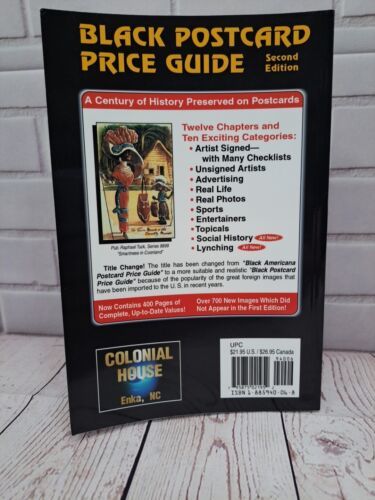 BLACK POSTCARD
PRICE GUIDE Second
Edition
A Century of History Preserved on Postcards
Twelve Chapters and
Ten Exciting Categories:
• Artist Signed—
with Many Checklists
• Unsigned Artists
• Advertising
• Real Life
• Real Photos
• Sports
• Entertainers
• Topicals
• Social History All New!
• Lynching All New!
Pub. Raphael Tuck, Series 9899
"Smartness in Coonland"
Title Change! The title has been changed from "Black Americana
Postcard Price Guide" to a more suitable and realistic "Black Postcard
Price Guide" because of the popularity of the great foreign images that
have been imported to the U.S. in recent years.
Now Contains 400 Pages of
Complete, Up-to-Date Values!
Over 700 New Images Which Did
Not Appear in the First Edition!
COLONIAL
HOUSE
Enka, NC
UPC
$21.95 U.S. / $26.95 Canada
94006
ISBN 1-885940-06-8